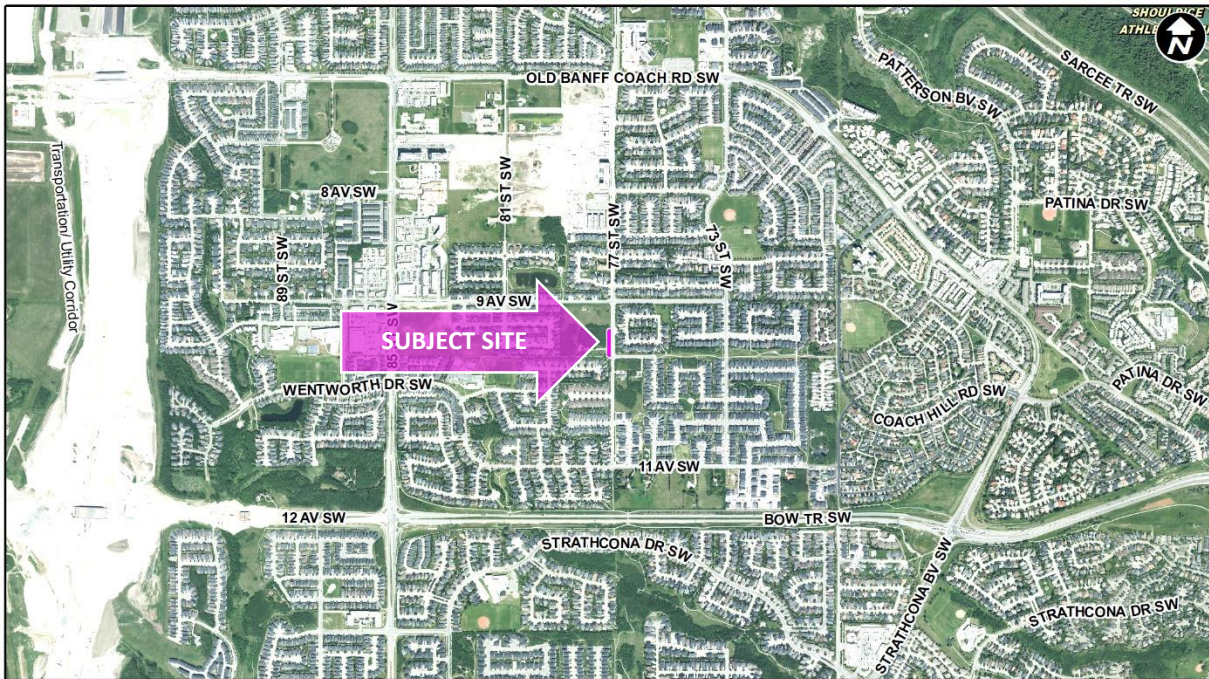 SHOULDICE
ATHLE
N
OLD BANFF COACH RD SW
PATTERSON BV SW
SARCEE TR SW
Transportation/ Utility Corridor
8 AV SW
81 ST SW
77 ST SW
73 ST SW
PATINA DR SW
89 ST SW
9 AV SW
85 SW
SUBJECT SITE
WENTWORTH DR SW
COACH HILL RD SW
PATINA DR SW
11 AV SW
12 AV SW
BOW TR SW
STRATHCONA DR SW
STRATHCONA BV SW
STRATHCONA DR SW